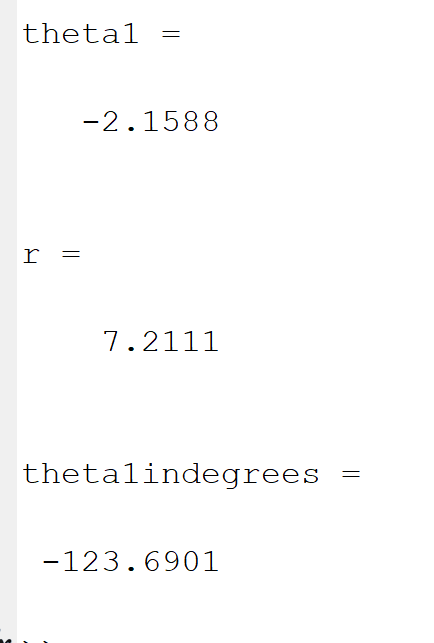 theta1 =
-2.1588
r =
7.2111
theta1indegrees =
-123.6901